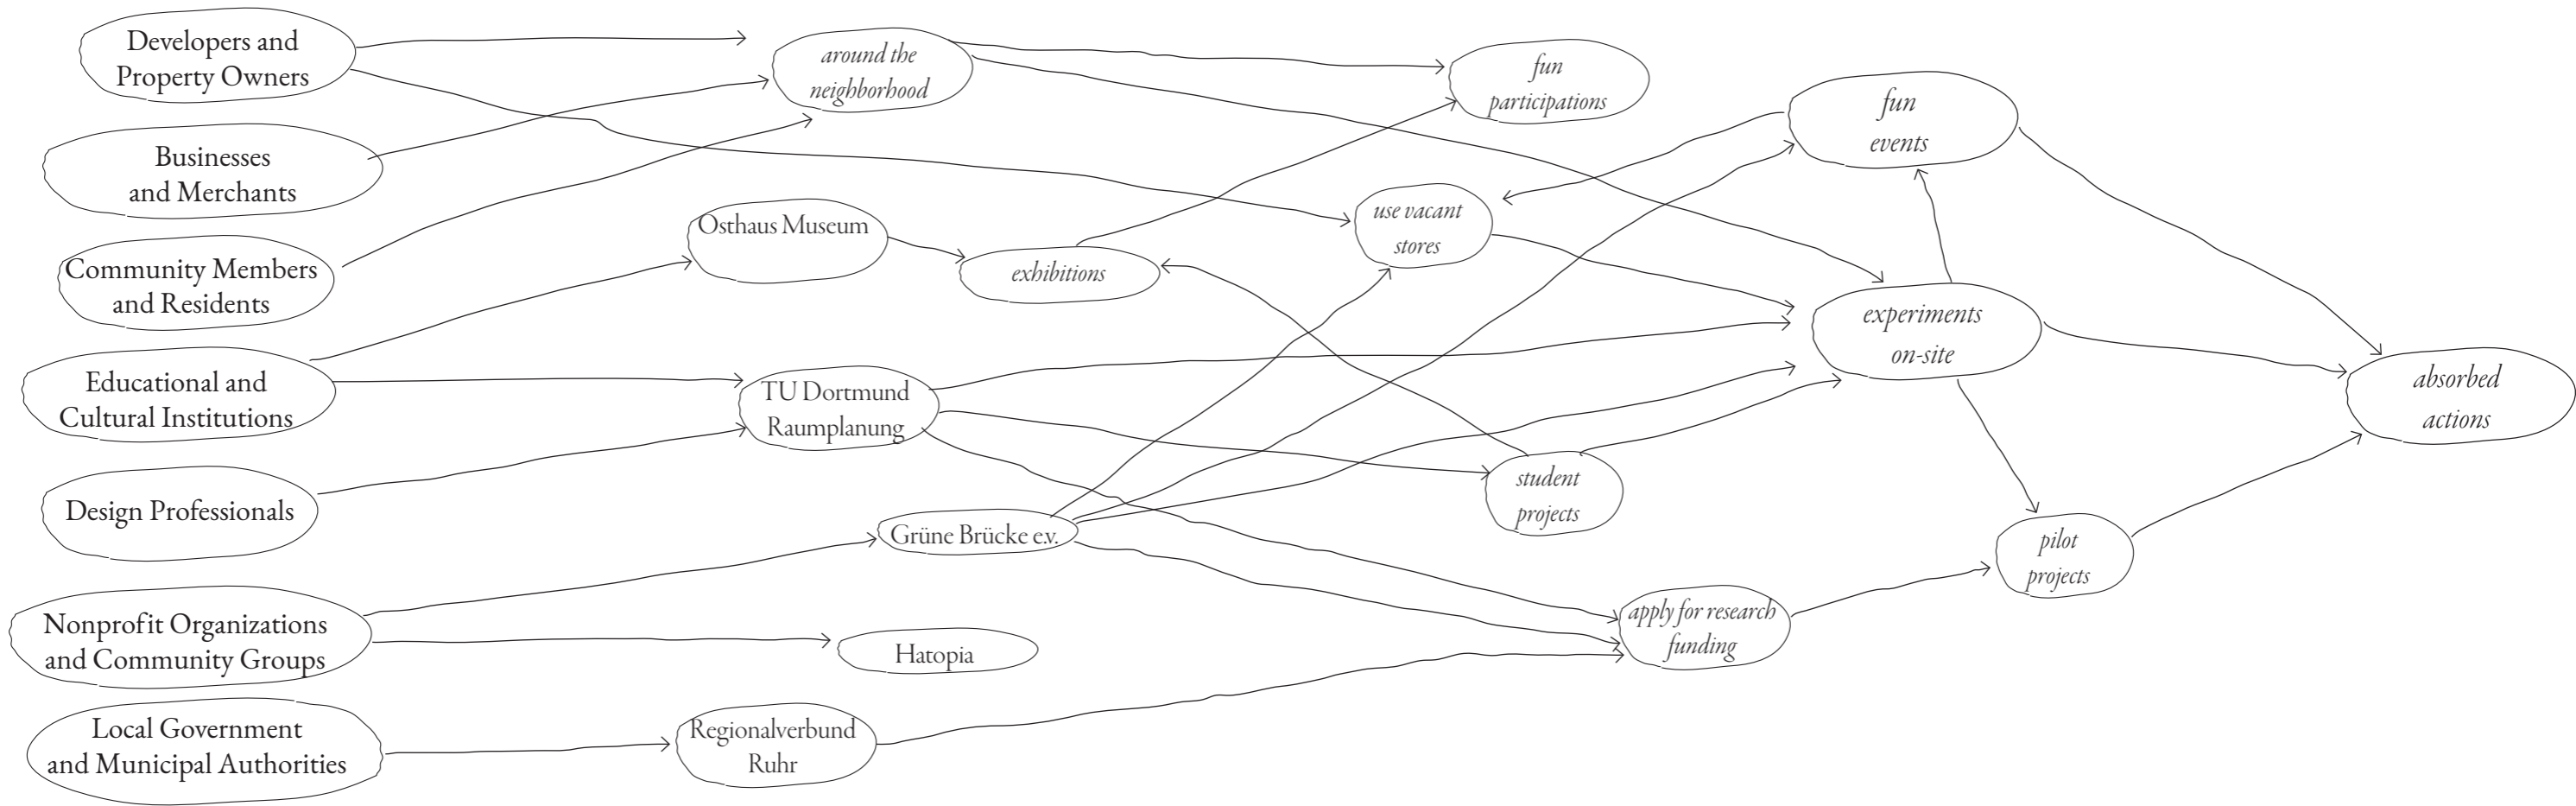 Developers and
Property Owners
Businesses
and Merchants
Community Members
and Residents
Educational and
Cultural Institutions
Design Professionals
Nonprofit Organizations
and Community Groups
Local Government
and Municipal Authorities
around the
neighborhood
Osthaus Museum
TU Dortmund
Raumplanung
Grüne Brücke e.v.
Hatopia
Regionalverbund
Ruhr
exhibitions
fun
participations
use vacant
stores
student
projects
apply for research
funding
fun
events
experiments
on-site
pilot
projects
absorbed
actions